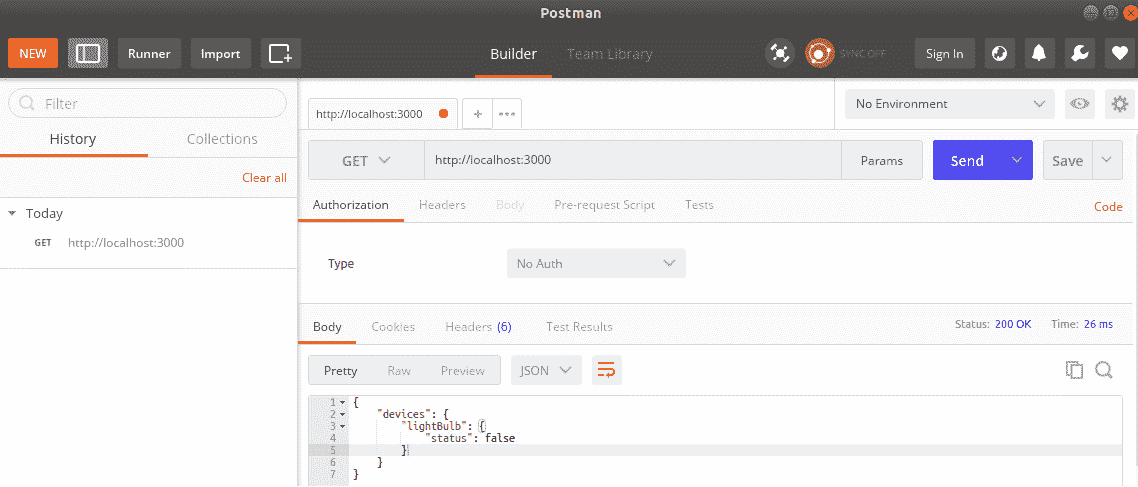 Postman
NEW Runner Import Builder Team Library SYNC OFF Sign In
Filter
History Collections
Clear all
Today
GET http://localhost:3000
http://localhost:3000 + ••• No Environment
GET http://localhost:3000 Params Send Save
Authorization Headers Body Pre-request Script Tests Code
Type No Auth
Body Cookies Headers (6) Test Results Status: 200 OK Time: 26 ms
Pretty Raw Preview JSON
1 {
2 "devices": {
3 "lightBulb": {
4 "status": false
5 }
6 }
7 }